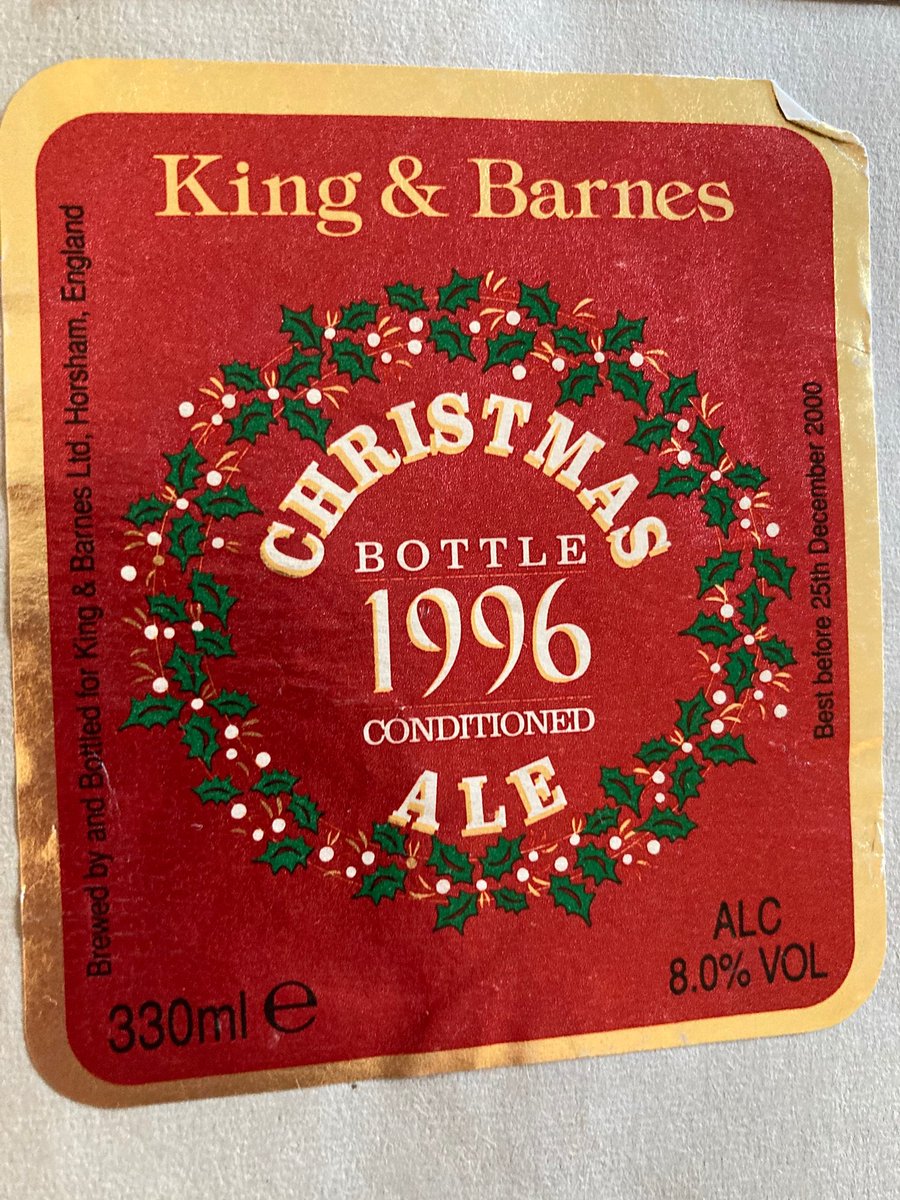 King & Barnes
Brewed by and Bottled for King & Barnes Ltd, Horsham, England
CHRISTMAS
BOTTLE
1996
CONDITIONED
ALE
Best before 25th December 2000
330ml e
ALC
8.0% VOL